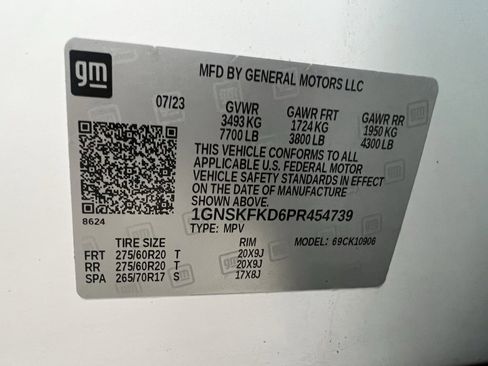 gm
MFD BY GENERAL MOTORS LLC
07/23 GVWR GAWR FRT GAWR RR
3493 KG 1724 KG 1950 KG
7700 LB 3800 LB 4300 LB
THIS VEHICLE CONFORMS TO ALL
APPLICABLE U.S. FEDERAL MOTOR
VEHICLE SAFETY STANDARDS IN EFFECT
ON THE DATE OF MANUFACTURE
SHOWN ABOVE.
8624 1GNSKFKD6PR454739
TYPE: MPV MODEL: 69CK10906
TIRE SIZE RIM
FRT 275/60R20 T 20X9J
RR 275/60R20 T 20X9J
SPA 265/70R17 S 17X8J